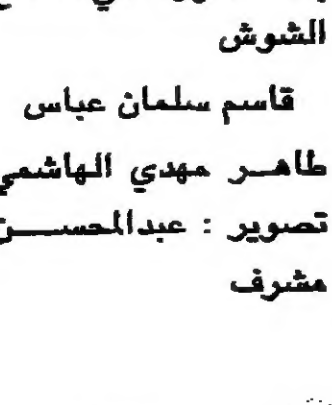 الشوش
قاسم سلمان عباس
طاهر مهدي الهاشمي
تصوير : عبدالمحسن
مشرف